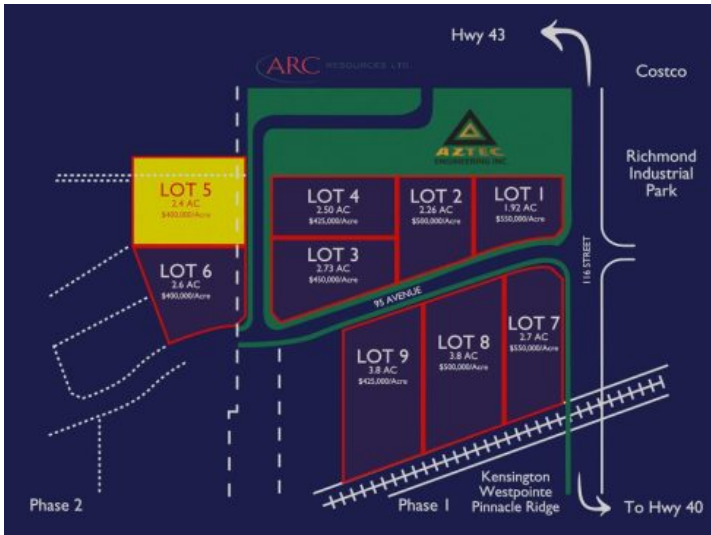 Hwy 43
ARC RESOURCES LTD.
Costco
AZTEC
ENGINEERING INC
Richmond
Industrial
Park
LOT 5
2.4 AC
$400,000/Acre
LOT 4
2.50 AC
$425,000/Acre
LOT 2
2.26 AC
$500,000/Acre
LOT 1
1.92 AC
$550,000/Acre
LOT 6
2.6 AC
$400,000/Acre
LOT 3
2.73 AC
$450,000/Acre
116 STREET
95 AVENUE
LOT 9
3.8 AC
$425,000/Acre
LOT 8
3.8 AC
$500,000/Acre
LOT 7
2.7 AC
$550,000/Acre
Phase 2
Phase 1
Kensington
Westpointe
Pinnacle Ridge
To Hwy 40